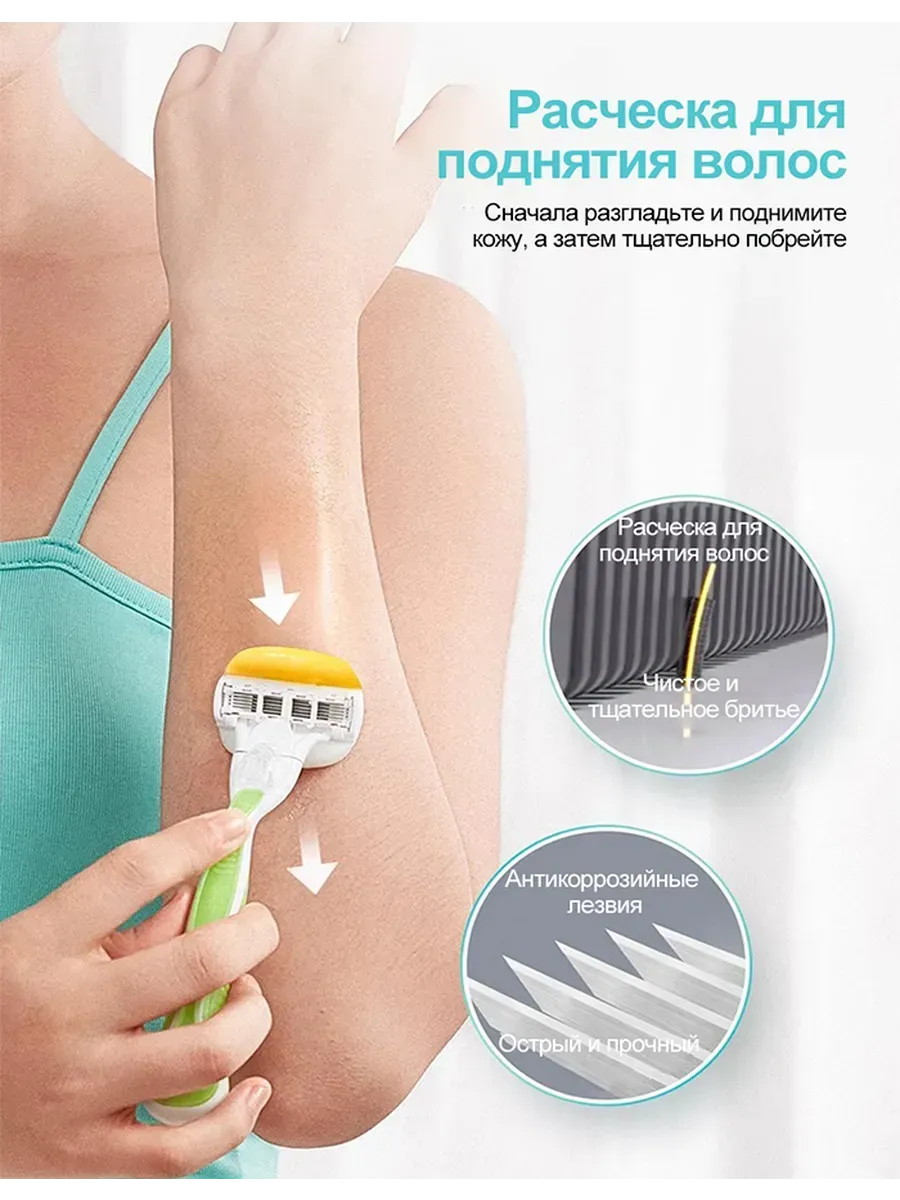 Расческа для
поднятия волос
Сначала разгладьте и поднимите
кожу, а затем тщательно побрейте
Расческа для
поднятия волос
Чистое и
тщательное бритье
Антикоррозийные
лезвия
Острый и прочный